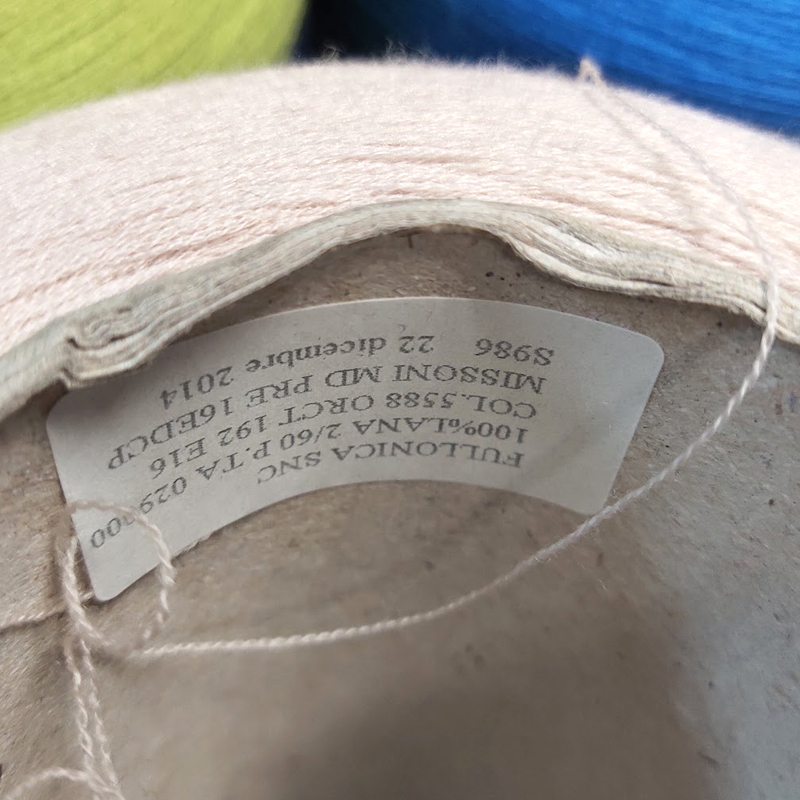 FULLONICA SNC
100%LANA 2/60 P.TA 029
COL.5588 ORCT 192 E16
MISSONI MD PRE 16EDCP
S986 22 dicembre 2014